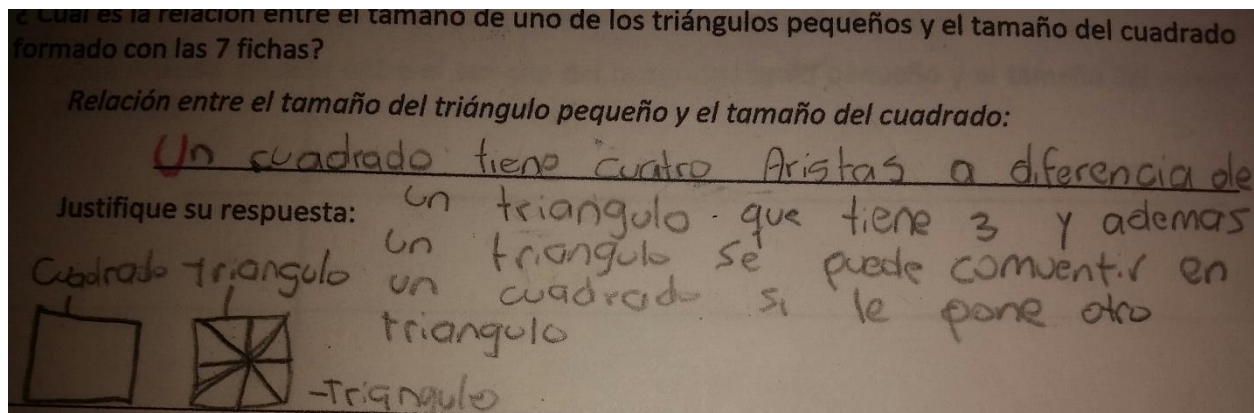 ¿ Cuál es la relación entre el tamaño de uno de los triángulos pequeños y el tamaño del cuadrado
formado con las 7 fichas?
Relación entre el tamaño del triángulo pequeño y el tamaño del cuadrado:
Un cuadrado tiene cuatro Aristas a diferencia de
Justifique su respuesta:
un triangulo que tiene 3 y ademas
un triangulo se puede comventir en
un cuadrado si le pone otro
triangulo
Cuadrado triangulo
-Triangulo